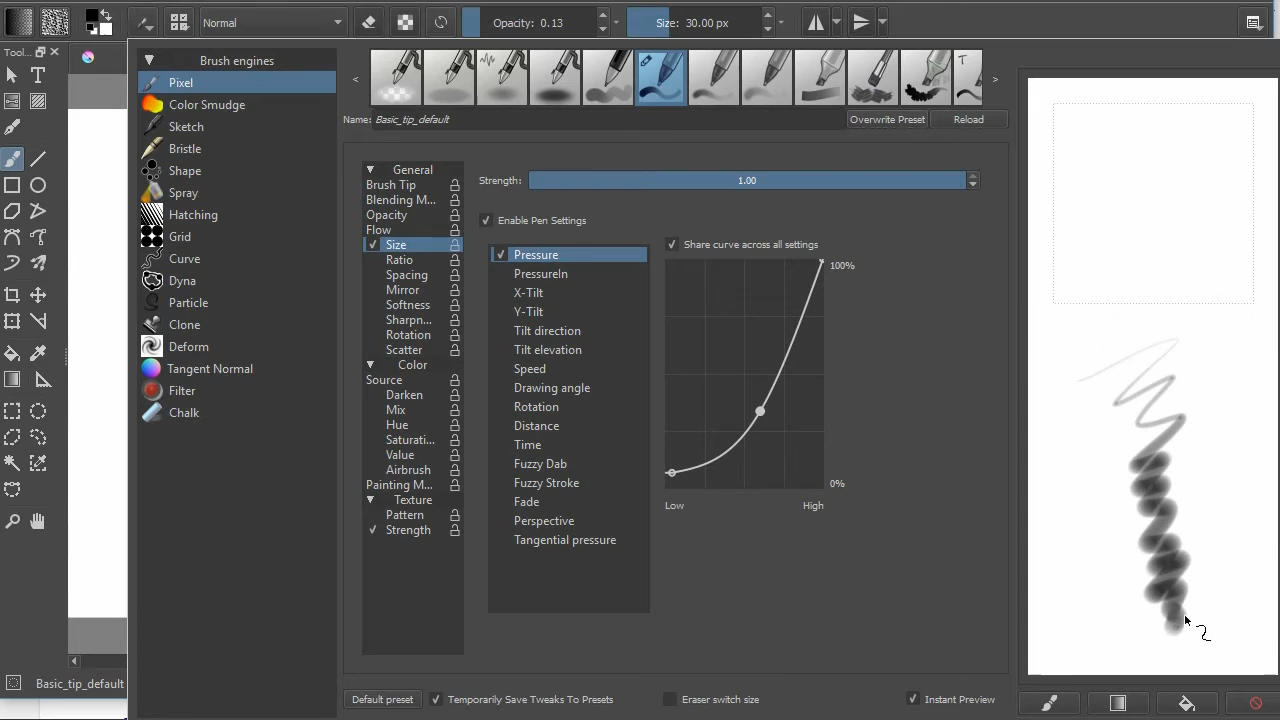 Normal
Opacity: 0.13
Size: 30.00 px
Tool...
Brush engines
Pixel
Color Smudge
Sketch
Bristle
Shape
Spray
Hatching
Grid
Curve
Dyna
Particle
Clone
Deform
Tangent Normal
Filter
Chalk
<
T
>
Name: Basic_tip_default
Overwrite Preset
Reload
General
Brush Tip
Blending M...
Opacity
Flow
Size
Ratio
Spacing
Mirror
Softness
Sharpn...
Rotation
Scatter
Color
Source
Darken
Mix
Hue
Saturati...
Value
Airbrush
Painting M...
Texture
Pattern
Strength
Strength: 1.00
Enable Pen Settings
Pressure
PressureIn
X-Tilt
Y-Tilt
Tilt direction
Tilt elevation
Speed
Drawing angle
Rotation
Distance
Time
Fuzzy Dab
Fuzzy Stroke
Fade
Perspective
Tangential pressure
Share curve across all settings
100%
0%
Low High
Basic_tip_default
Default preset
Temporarily Save Tweaks To Presets
Eraser switch size
Instant Preview